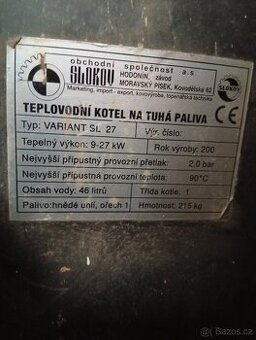 obchodní společnost a.s.
SLOKOV
HODONÍN, závod
MORAVSKÝ PÍSEK, Kovodělská 62
SLOKOV
Marketing, import - export, kovovýroba, topenářská technika
TEPLOVODNÍ KOTEL NA TUHÁ PALIVA CE
Typ: VARIANT SL 27
Výr. číslo:
Tepelný výkon: 9-27 kW
Rok výroby: 200
Nejvyšší přípustný provozní přetlak:
2,0 bar
Nejvyšší přípustná provozní teplota:
90°C
Obsah vody: 46 litrů
Třída kotle: 1
Palivo: hnědé uhlí, ořech 1
Hmotnost: 215 kg
Bazos.cz